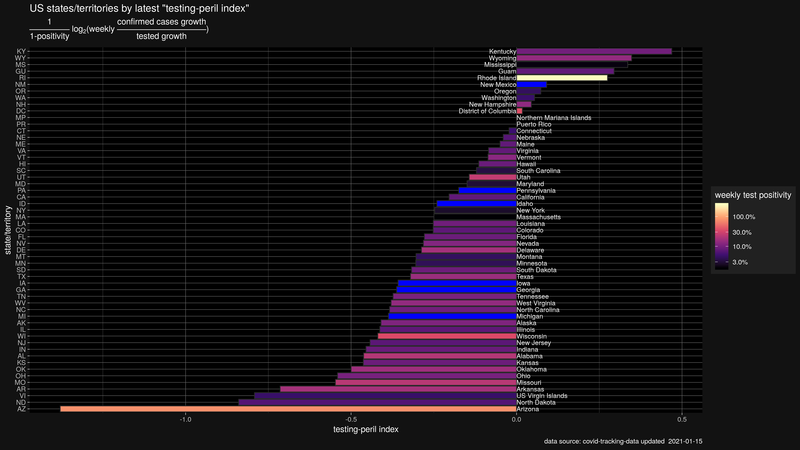 US states/territories by latest "testing-peril index"
1 confirmed cases growth
log2(weekly )
1-positivity tested growth
KY Kentucky
WY Wyoming
MS Mississippi
GU Guam
RI Rhode Island
NM New Mexico
OR Oregon
WA Washington
NH New Hampshire
DC District of Columbia
MP Northern Mariana Islands
PR Puerto Rico
CT Connecticut
NE Nebraska
ME Maine
VA Virginia
VT Vermont
HI Hawaii
SC South Carolina
UT Utah
MD Maryland
PA Pennsylvania
CA California
ID Idaho
NY New York
MA Massachusetts
LA Louisiana
CO Colorado
FL Florida
NV Nevada
DE Delaware
MT Montana
MN Minnesota
SD South Dakota
TX Texas
IA Iowa
GA Georgia
TN Tennessee
WV West Virginia
NC North Carolina
MI Michigan
AK Alaska
IL Illinois
WI Wisconsin
NJ New Jersey
IN Indiana
AL Alabama
KS Kansas
OK Oklahoma
OH Ohio
MO Missouri
AR Arkansas
VI US Virgin Islands
ND North Dakota
AZ Arizona
state/territory
-1.0 -0.5 0.0 0.5
testing-peril index
weekly test positivity
100.0%
30.0%
10.0%
3.0%
data source: covid-tracking-data updated 2021-01-15